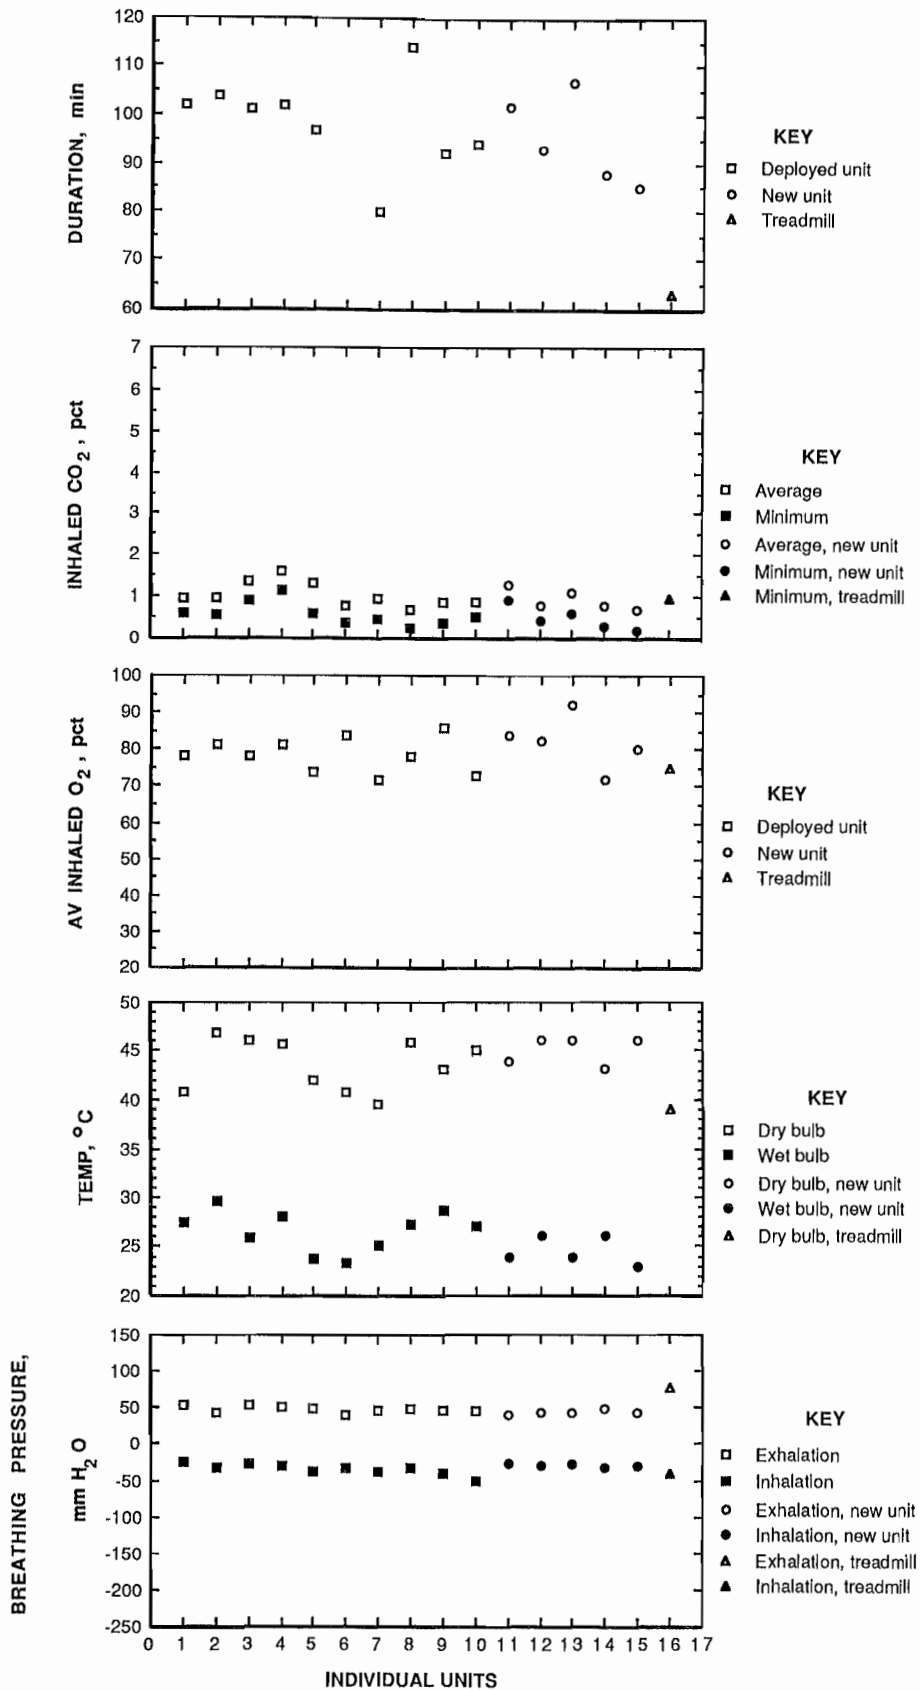 120
110
100
90
80
70
60
DURATION, min
KEY
Deployed unit
New unit
Treadmill
7
6
5
4
3
2
1
0
INHALED CO2, pct
KEY
Average
Minimum
Average, new unit
Minimum, new unit
Minimum, treadmill
100
90
80
70
60
50
40
30
20
AV INHALED O2, pct
KEY
Deployed unit
New unit
Treadmill
50
45
40
35
30
25
20
TEMP, °C
KEY
Dry bulb
Wet bulb
Dry bulb, new unit
Wet bulb, new unit
Dry bulb, treadmill
150
100
50
0
-50
-100
-150
-200
-250
BREATHING PRESSURE,
mm H2O
KEY
Exhalation
Inhalation
Exhalation, new unit
Inhalation, new unit
Exhalation, treadmill
Inhalation, treadmill
0 1 2 3 4 5 6 7 8 9 10 11 12 13 14 15 16 17
INDIVIDUAL UNITS